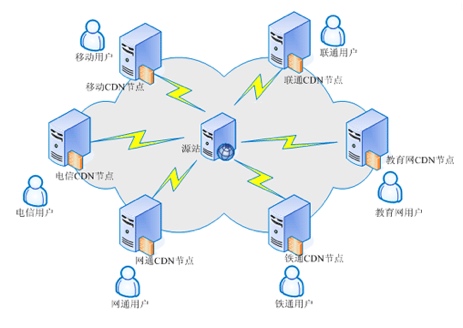 联通用户
移动用户
移动CDN节点
联通CDN节点
源站
电信CDN节点
教育网CDN节点
电信用户
教育网用户
网通CDN节点
铁通CDN节点
网通用户
铁通用户